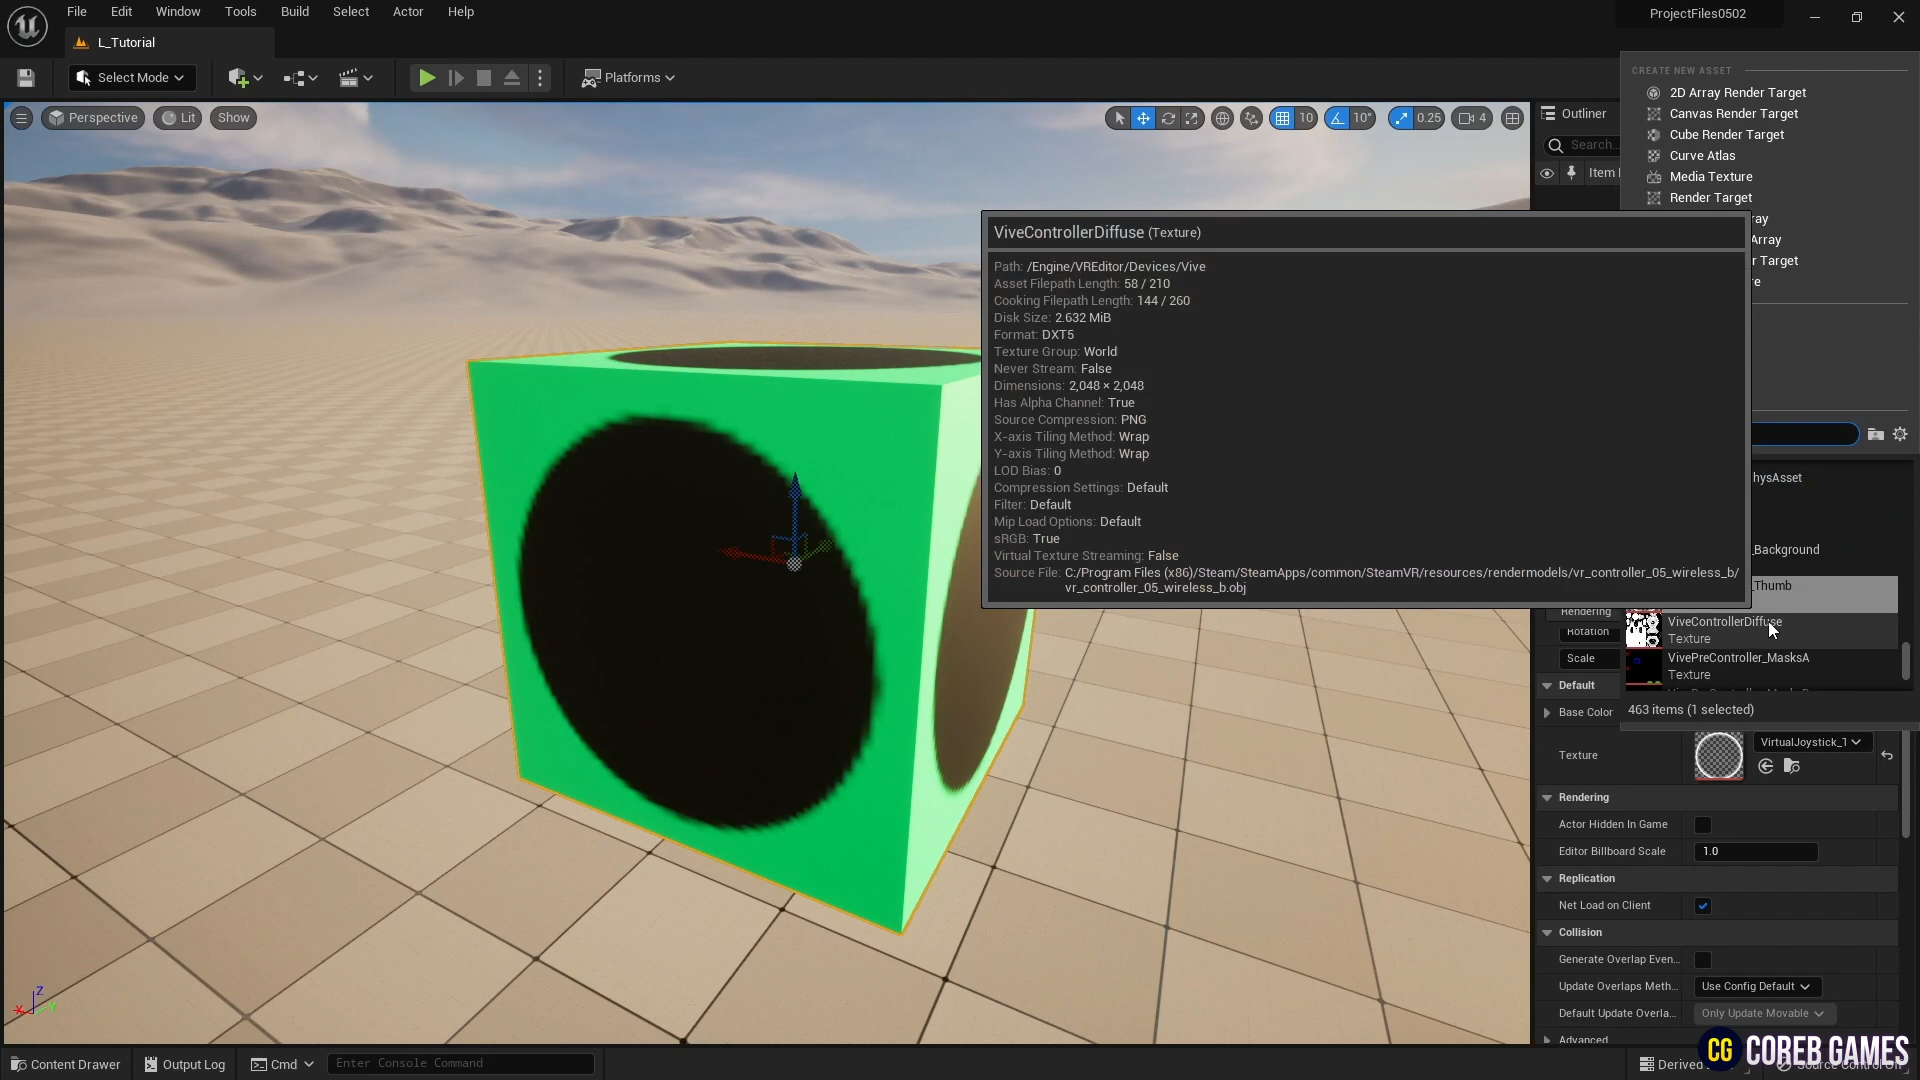 File Edit Window Tools Build Select Actor Help
ProjectFiles0502
L_Tutorial
Select Mode
Platforms
CREATE NEW ASSET
2D Array Render Target
Canvas Render Target
Cube Render Target
Curve Atlas
Media Texture
Render Target
ray
Array
r Target
re
Perspective Lit Show
10 10° 0.25 4
Outliner
Search...
Item
ViveControllerDiffuse (Texture)
Path: /Engine/VREditor/Devices/Vive
Asset Filepath Length: 58 / 210
Cooking Filepath Length: 144 / 260
Disk Size: 2.632 MiB
Format: DXT5
Texture Group: World
Never Stream: False
Dimensions: 2,048 × 2,048
Has Alpha Channel: True
Source Compression: PNG
X-axis Tiling Method: Wrap
Y-axis Tiling Method: Wrap
LOD Bias: 0
Compression Settings: Default
Filter: Default
Mip Load Options: Default
sRGB: True
Virtual Texture Streaming: False
Source File: C:/Program Files (x86)/Steam/SteamApps/common/SteamVR/resources/rendermodels/vr_controller_05_wireless_b/
vr_controller_05_wireless_b.obj
hysAsset
_Background
_Thumb
ViveControllerDiffuse
Texture
VivePreController_MasksA
Texture
463 items (1 selected)
Rendering
Rotation
Scale
Default
Base Color
Texture
VirtualJoystick_T
Rendering
Actor Hidden In Game
Editor Billboard Scale 1.0
Replication
Net Load on Client
Collision
Generate Overlap Even...
Update Overlaps Meth... Use Config Default
Default Update Overla... Only Update Movable
Advanced
Z
X
Y
Content Drawer Output Log Cmd Enter Console Command
Derived
CG COREB GAMES